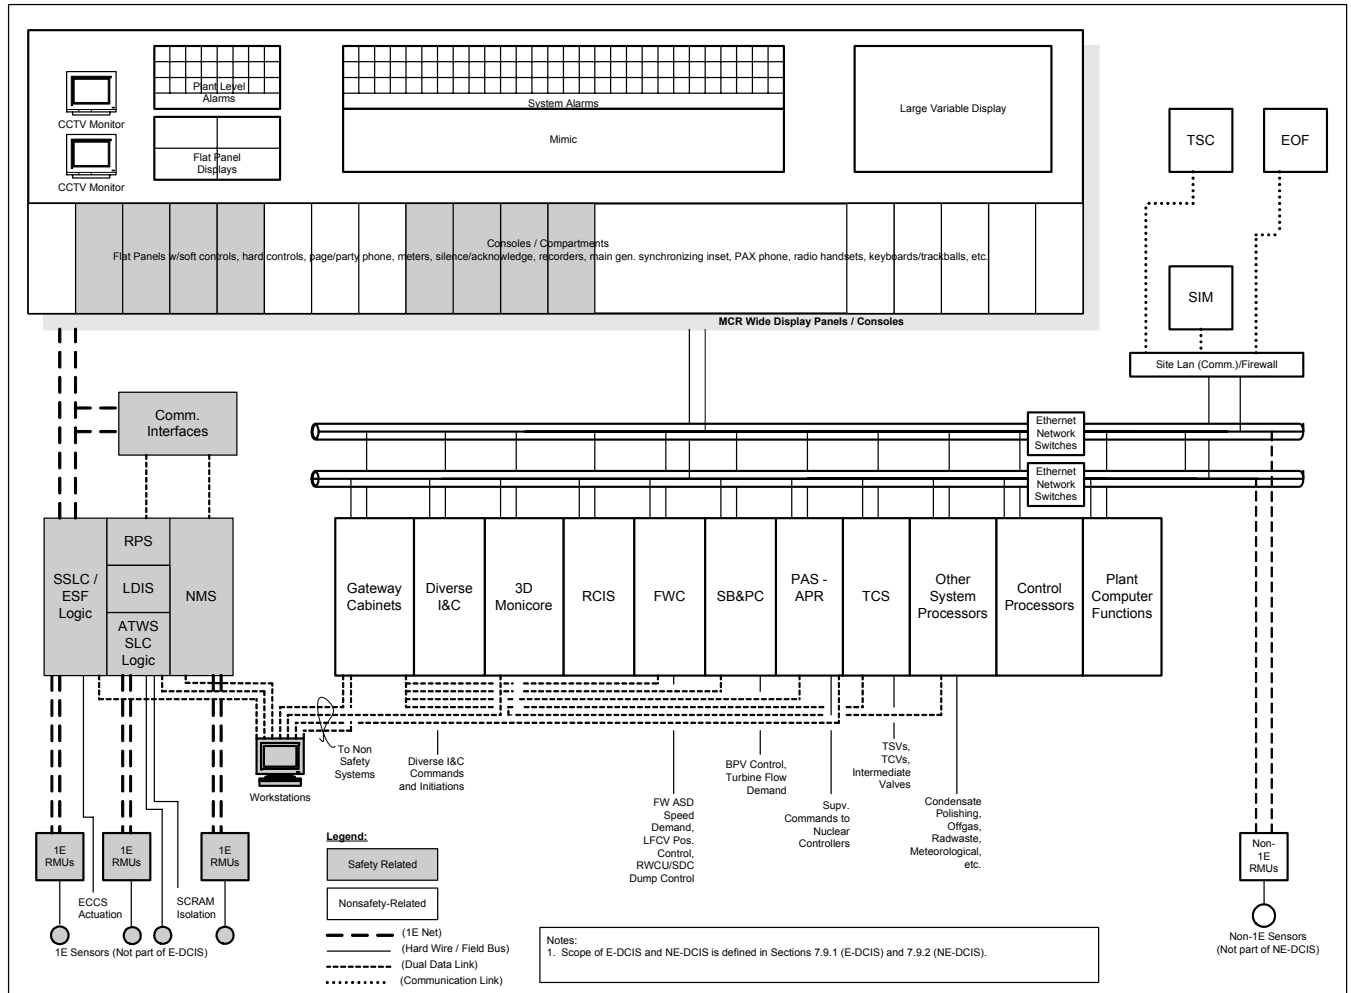 Plant Level
Alarms
System Alarms
Large Variable Display
CCTV Monitor
Mimic
Flat Panel
Displays
CCTV Monitor
TSC
EOF
Consoles / Compartments
Flat Panels w/soft controls, hard controls, page/party phone, meters, silence/acknowledge, recorders, main gen. synchronizing inset, PAX phone, radio handsets, keyboards/trackballs, etc.
SIM
MCR Wide Display Panels / Consoles
Site Lan (Comm.)/Firewall
Comm.
Interfaces
Ethernet
Network
Switches
Ethernet
Network
Switches
SSLC /
ESF
Logic
RPS
LDIS
ATWS
SLC
Logic
NMS
Gateway
Cabinets
Diverse
I&C
3D
Monicore
RCIS
FWC
SB&PC
PAS -
APR
TCS
Other
System
Processors
Control
Processors
Plant
Computer
Functions
Workstations
To Non
Safety
Systems
Diverse I&C
Commands
and Initiations
FW ASD
Speed
Demand,
LFCV Pos.
Control,
RWCU/SDC
Dump Control
BPV Control,
Turbine Flow
Demand
Supv.
Commands to
Nuclear
Controllers
TSVs,
TCVs,
Intermediate
Valves
Condensate
Polishing,
Offgas,
Radwaste,
Meteorological,
etc.
1E
RMUs
1E
RMUs
1E
RMUs
Non-
1E
RMUs
ECCS
Actuation
SCRAM
Isolation
1E Sensors (Not part of E-DCIS)
Non-1E Sensors
(Not part of NE-DCIS)
Legend:
Safety Related
Nonsafety-Related
(1E Net)
(Hard Wire / Field Bus)
(Dual Data Link)
(Communication Link)
Notes:
1. Scope of E-DCIS and NE-DCIS is defined in Sections 7.9.1 (E-DCIS) and 7.9.2 (NE-DCIS).